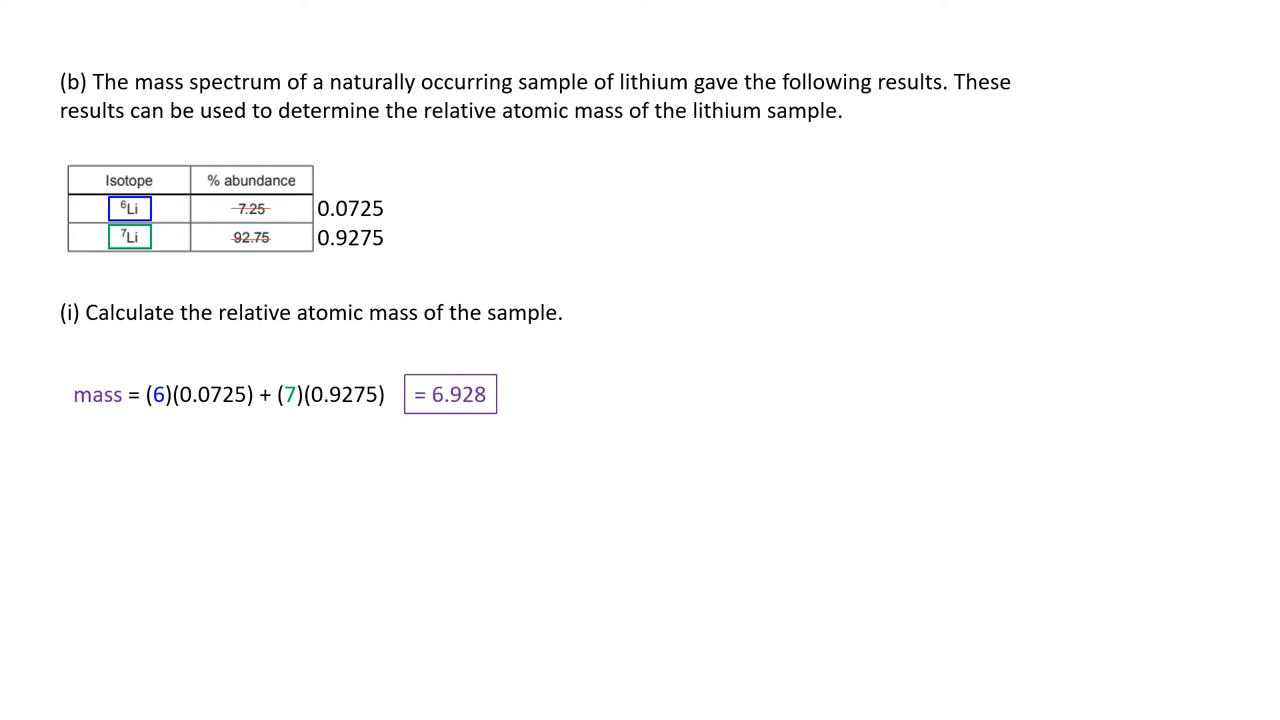 (b) The mass spectrum of a naturally occurring sample of lithium gave the following results. These
results can be used to determine the relative atomic mass of the lithium sample.
Isotope % abundance
⁶Li 7.25 0.0725
⁷Li 92.75 0.9275
(i) Calculate the relative atomic mass of the sample.
mass = (6)(0.0725) + (7)(0.9275) = 6.928